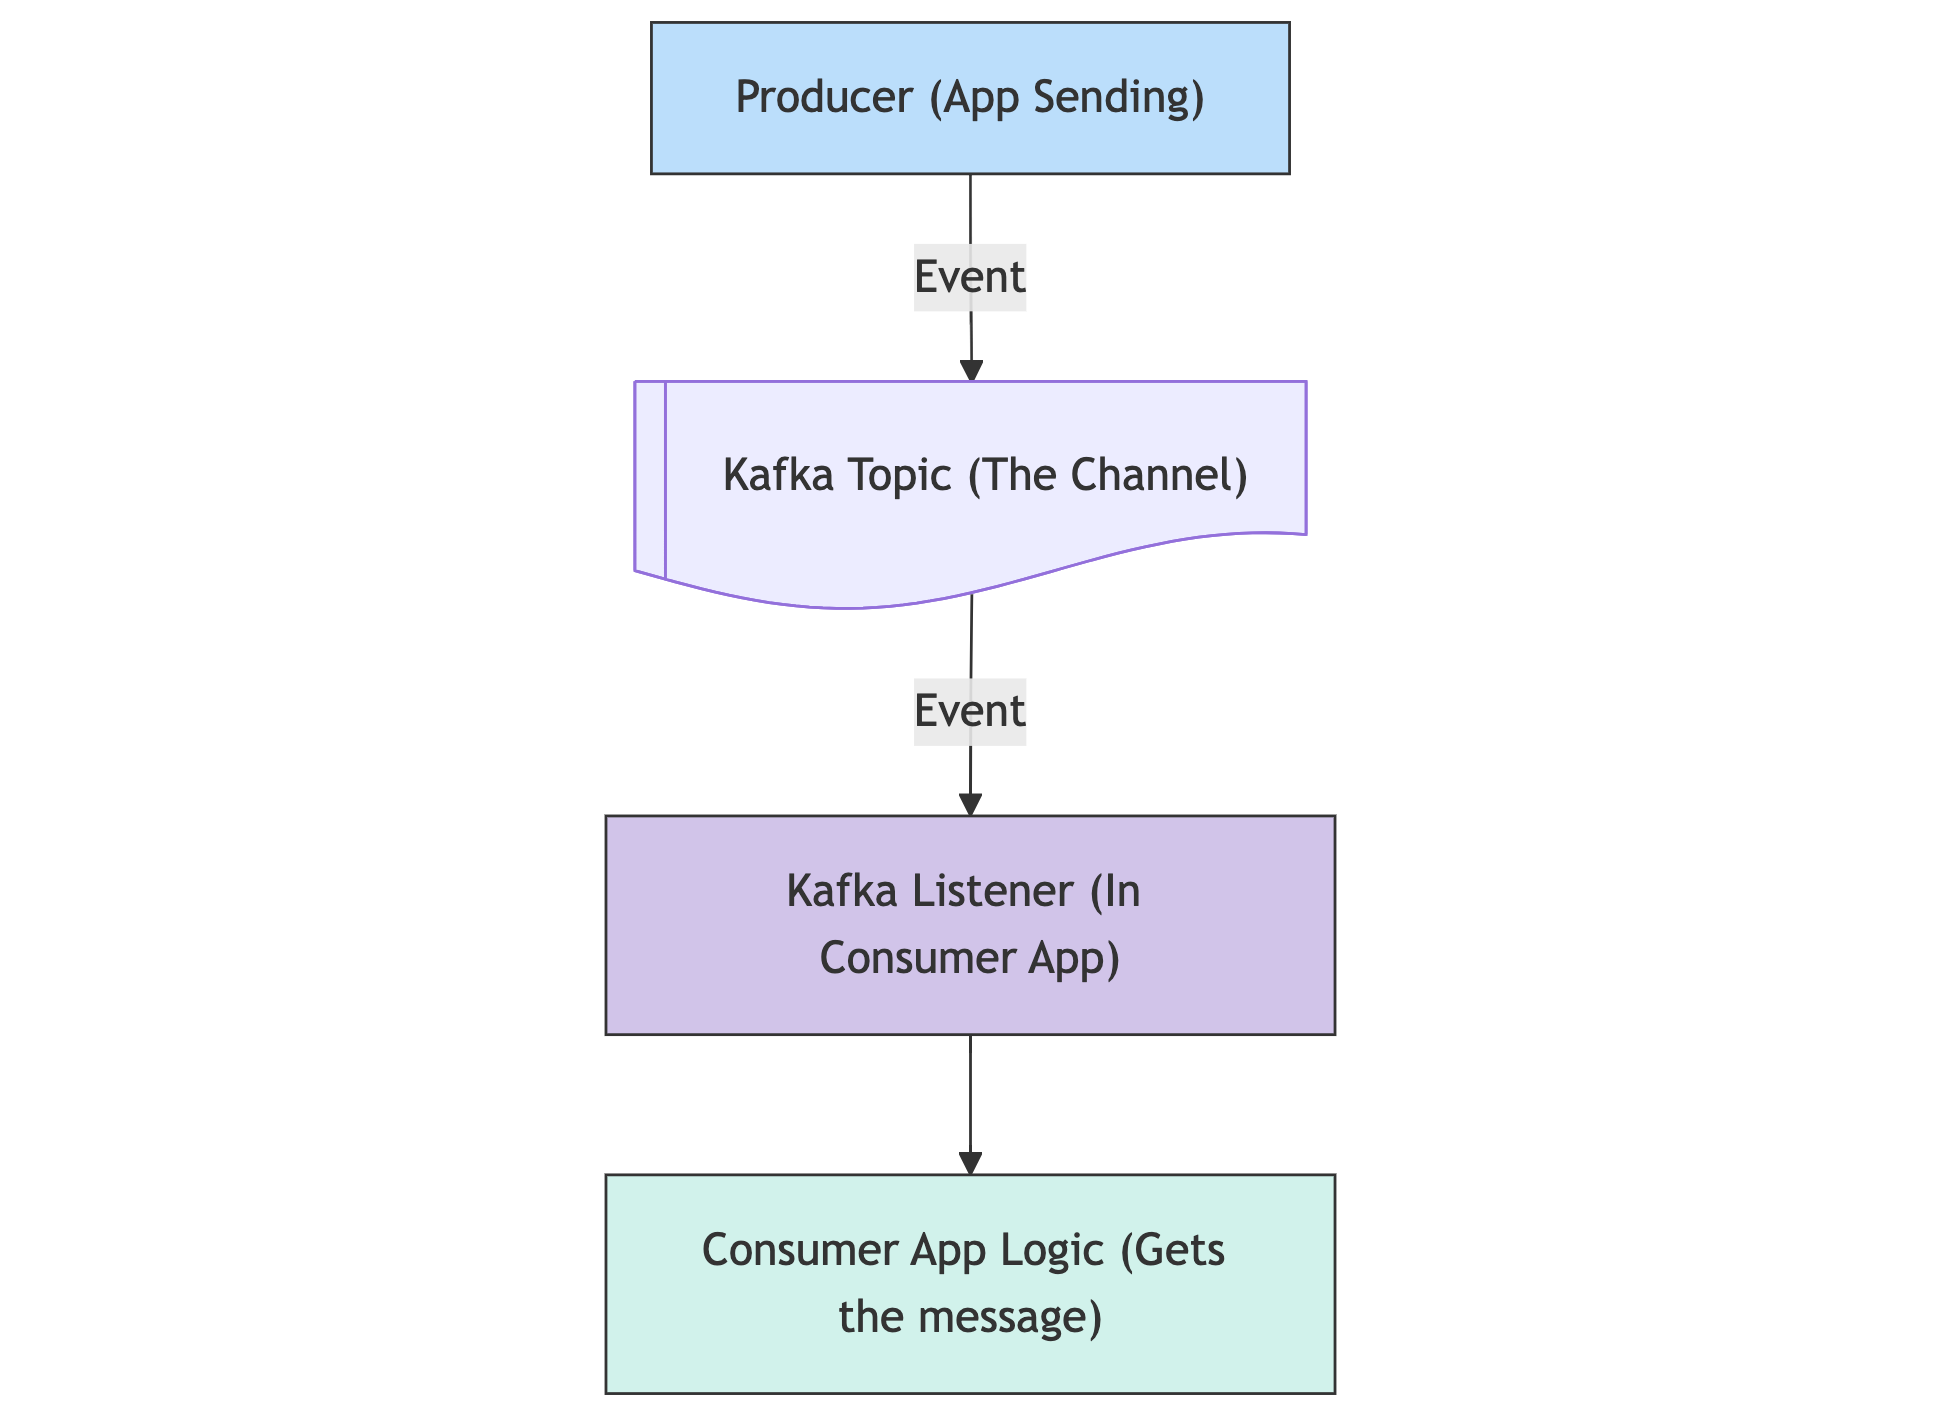 Producer (App Sending)
Event
Kafka Topic (The Channel)
Event
Kafka Listener (In
Consumer App)
Consumer App Logic (Gets
the message)